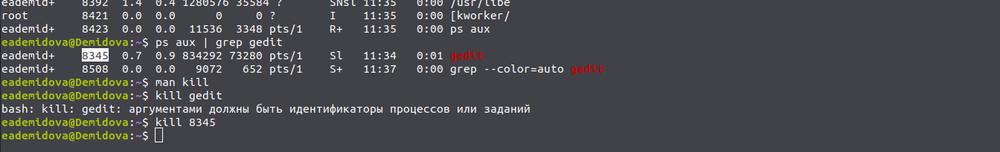 eademid+    8392  1.4  0.4 1280576 35584 ?       SNsl 11:35   0:00 /usr/libe
root        8421  0.0  0.0      0     0 ?        I    11:35   0:00 [kworker/
eademid+    8423  0.0  0.0  11536  3348 pts/1    R+   11:35   0:00 ps aux
eademidova@Demidova:~$ ps aux | grep gedit
eademid+    8345  0.7  0.9 834292 73280 pts/1    Sl   11:34   0:01 gedit
eademid+    8508  0.0  0.0   9072   652 pts/1    S+   11:37   0:00 grep --color=auto gedit
eademidova@Demidova:~$ man kill
eademidova@Demidova:~$ kill gedit
bash: kill: gedit: аргументами должны быть идентификаторы процессов или заданий
eademidova@Demidova:~$ kill 8345
eademidova@Demidova:~$